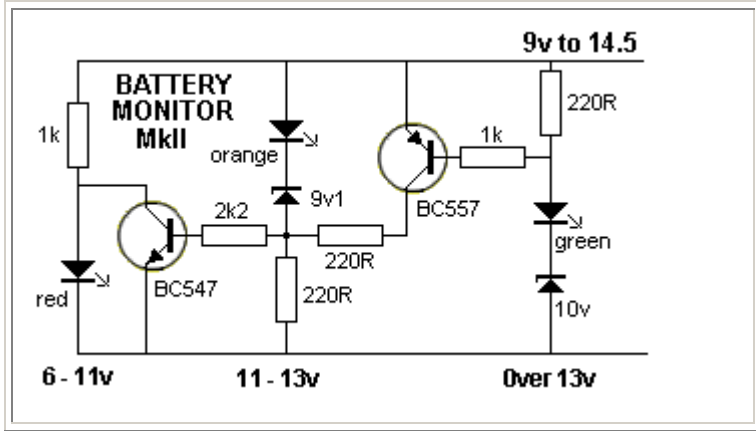 9v to 14.5
BATTERY
MONITOR
MkII
220R
1k
orange
1k
2k2
9v1
BC557
green
220R
red
BC547
220R
10v
6 - 11v
11 - 13v
Over 13v